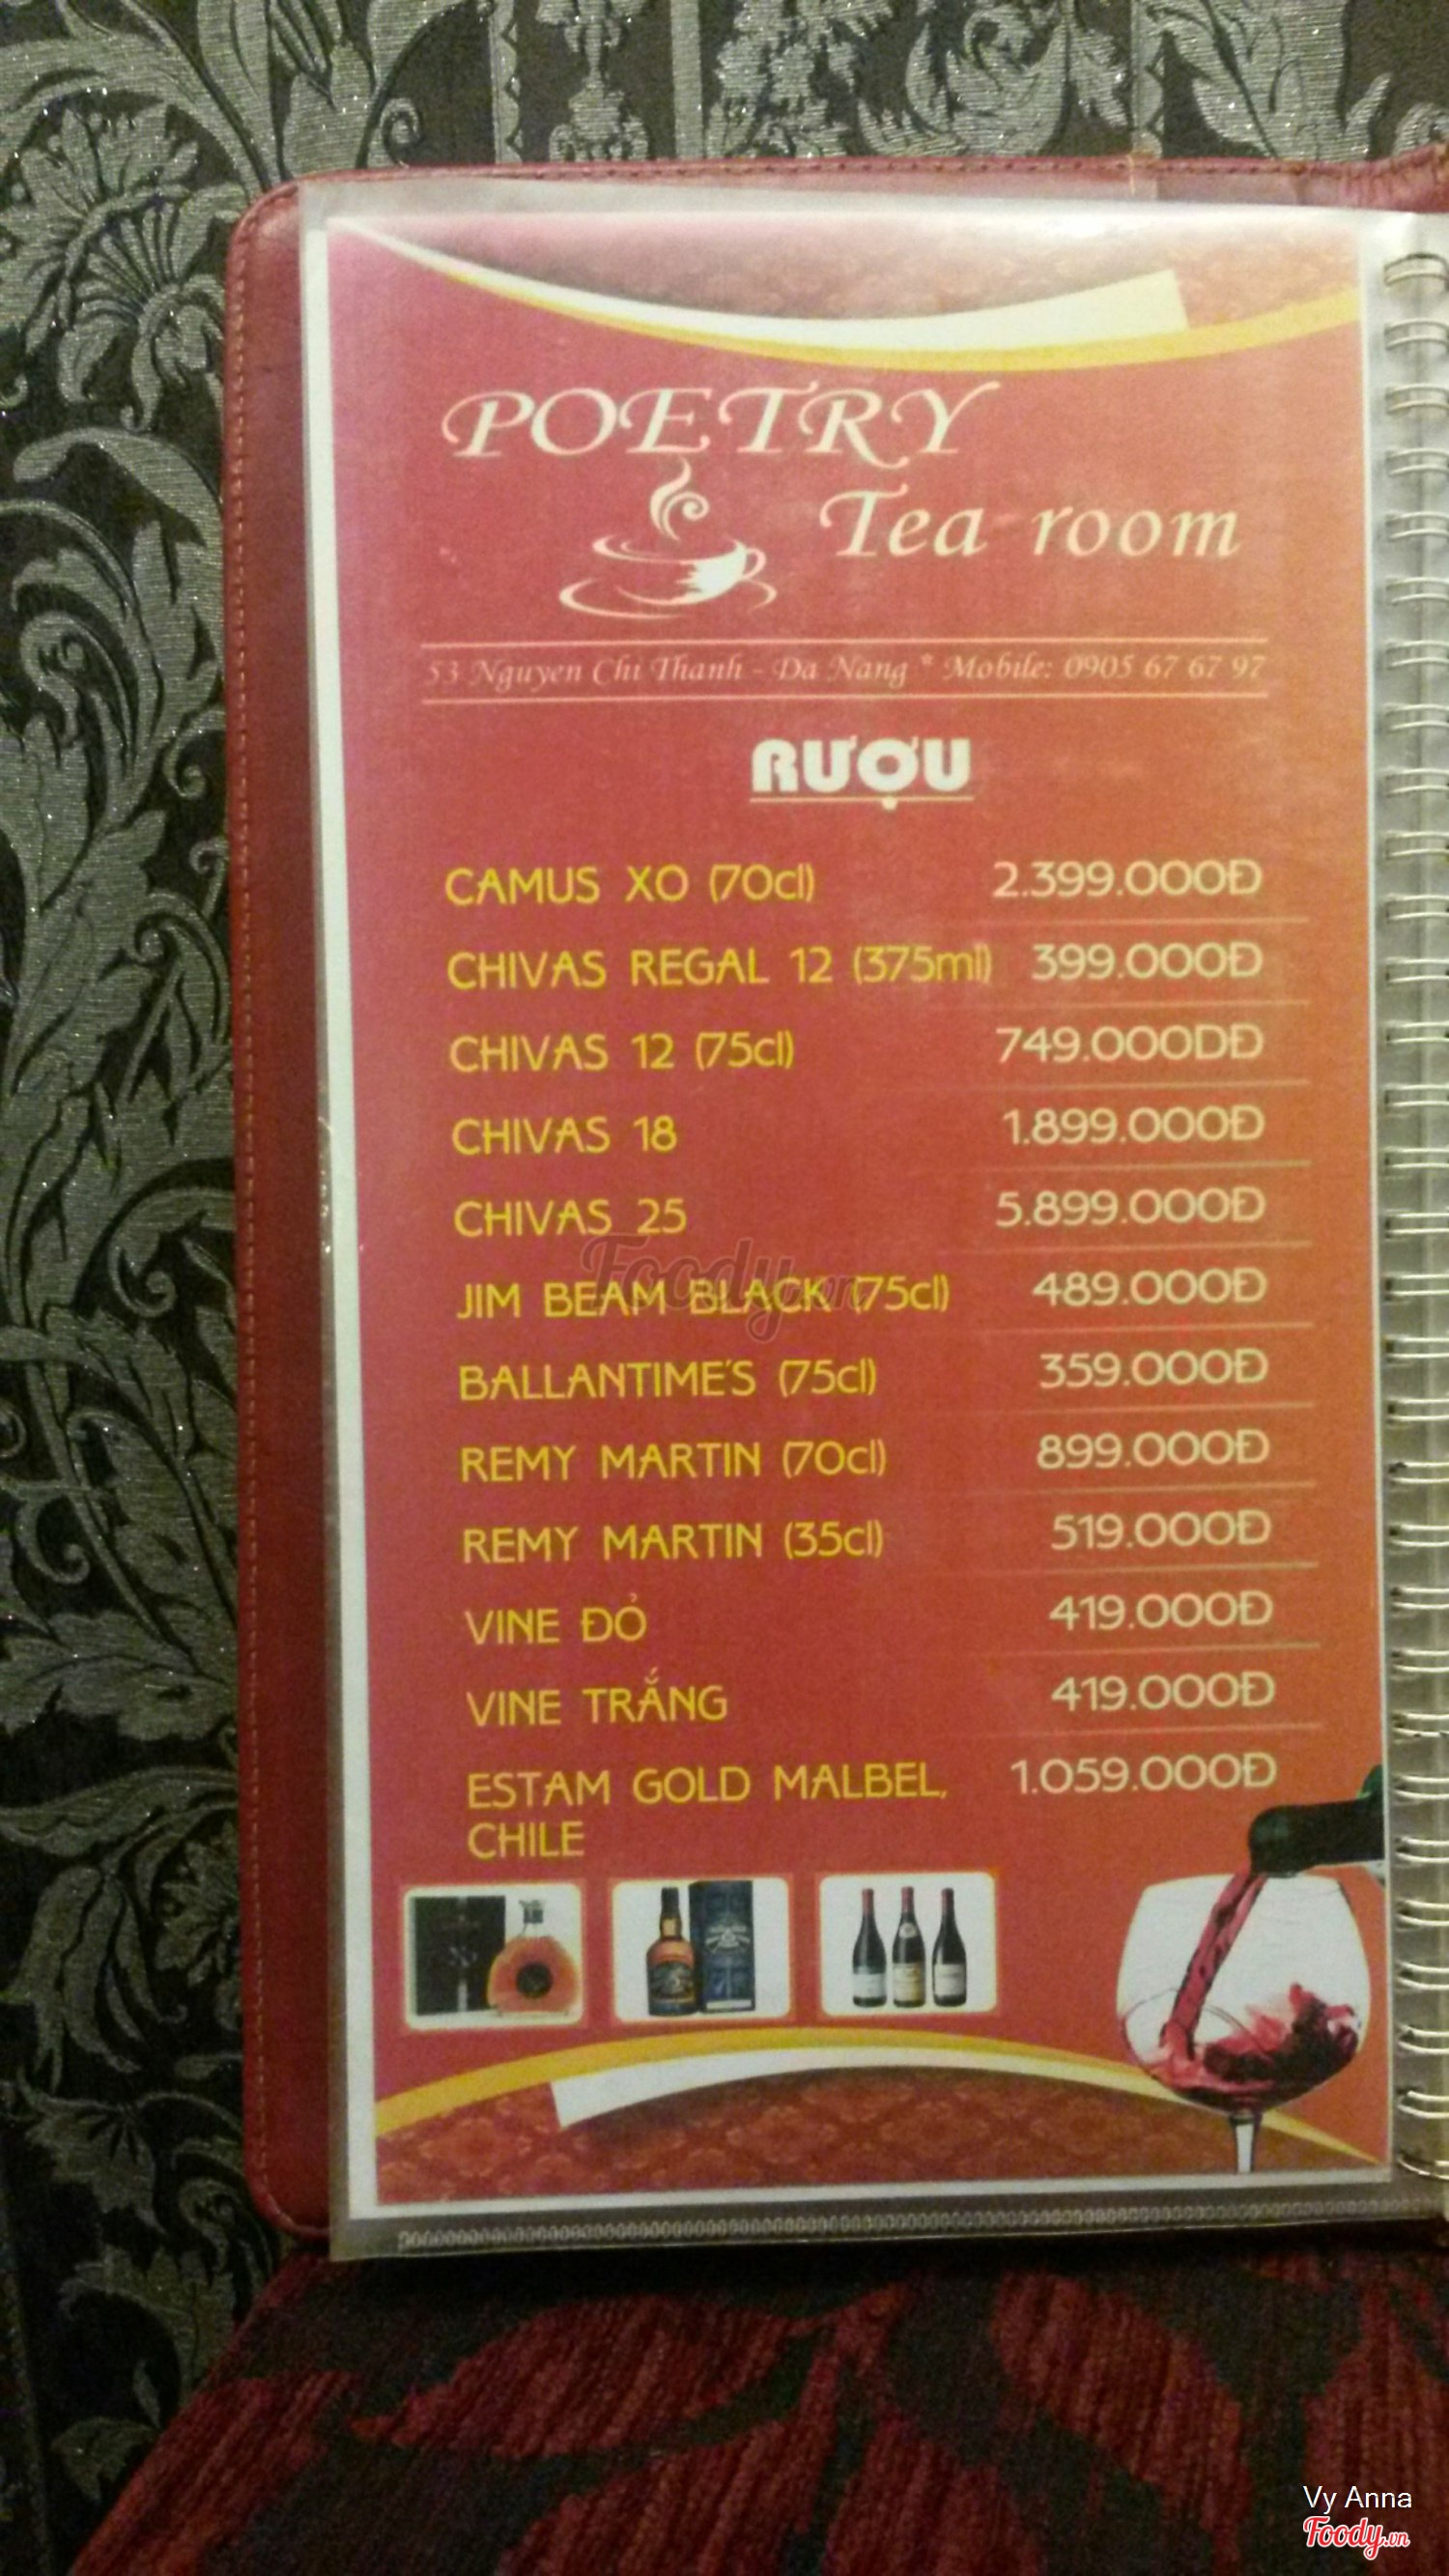 POETRY
Tea room
53 Nguyen Chi Thanh - Da Nang * Mobile: 0905 67 67 97
RƯỢU
CAMUS XO (70cl) 2.399.000Đ
CHIVAS REGAL 12 (375ml) 399.000Đ
CHIVAS 12 (75cl) 749.000DĐ
CHIVAS 18 1.899.000Đ
CHIVAS 25 5.899.000Đ
Foody.vn
JIM BEAM BLACK (75cl) 489.000Đ
BALLANTIME'S (75cl) 359.000Đ
REMY MARTIN (70cl) 899.000Đ
REMY MARTIN (35cl) 519.000Đ
VINE ĐỎ 419.000Đ
VINE TRẮNG 419.000Đ
ESTAM GOLD MALBEL, 1.059.000Đ
CHILE
Vy Anna
Foody.vn